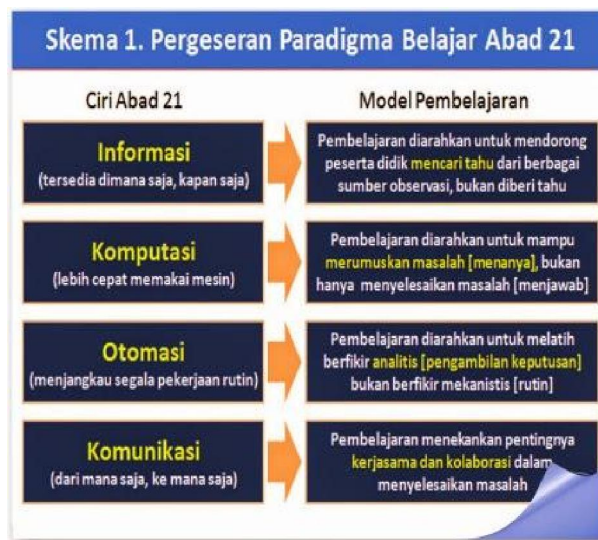 Skema 1. Pergeseran Paradigma Belajar Abad 21
Ciri Abad 21
Model Pembelajaran
Informasi
(tersedia dimana saja, kapan saja)
Pembelajaran diarahkan untuk mendorong
peserta didik mencari tahu dari berbagai
sumber observasi, bukan diberi tahu
Komputasi
(lebih cepat memakai mesin)
Pembelajaran diarahkan untuk mampu
merumuskan masalah [menanya], bukan
hanya menyelesaikan masalah [menjawab]
Otomasi
(menjangkau segala pekerjaan rutin)
Pembelajaran diarahkan untuk melatih
berfikir analitis [pengambilan keputusan]
bukan berfikir mekanistis [rutin]
Komunikasi
(dari mana saja, ke mana saja)
Pembelajaran menekankan pentingnya
kerjasama dan kolaborasi dalam
menyelesaikan masalah